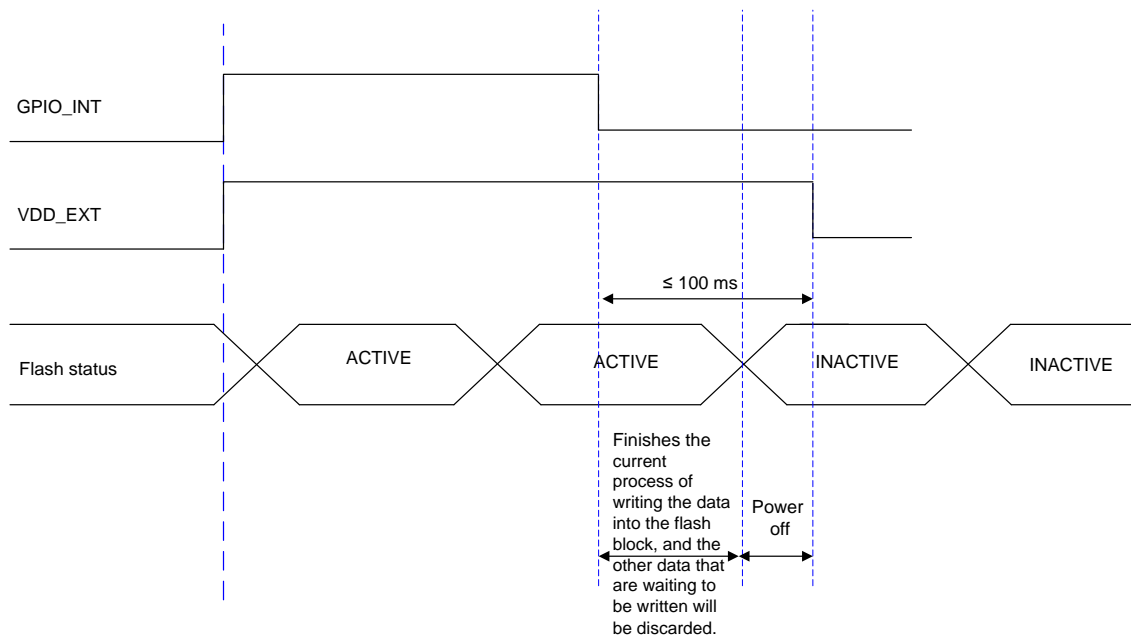 GPIO_INT
VDD_EXT
≤ 100 ms
Flash status
ACTIVE
ACTIVE
INACTIVE
INACTIVE
Finishes the
current
process of
writing the data
into the flash
block, and the
other data that
are waiting to
be written will
be discarded.
Power
off